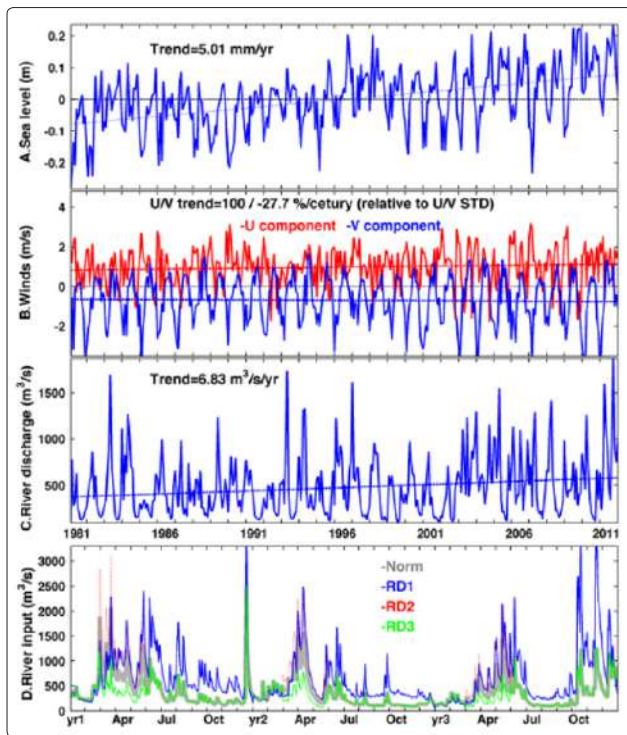 Trend=5.01 mm/yr
A.Sea level (m)
0.2
0.1
0
-0.1
-0.2
U/V trend=100 / -27.7 %/cetury (relative to U/V STD)
-U component -V component
B.Winds (m/s)
4
2
0
-2
Trend=6.83 m³/s/yr
C.River discharge (m³/s)
1500
1000
500
1981 1986 1991 1996 2001 2006 2011
D.River input (m³/s)
3000
2500
2000
1500
1000
500
0
-Norm
-RD1
-RD2
-RD3
yr1 Apr Jul Oct yr2 Apr Jul Oct yr3 Apr Jul Oct